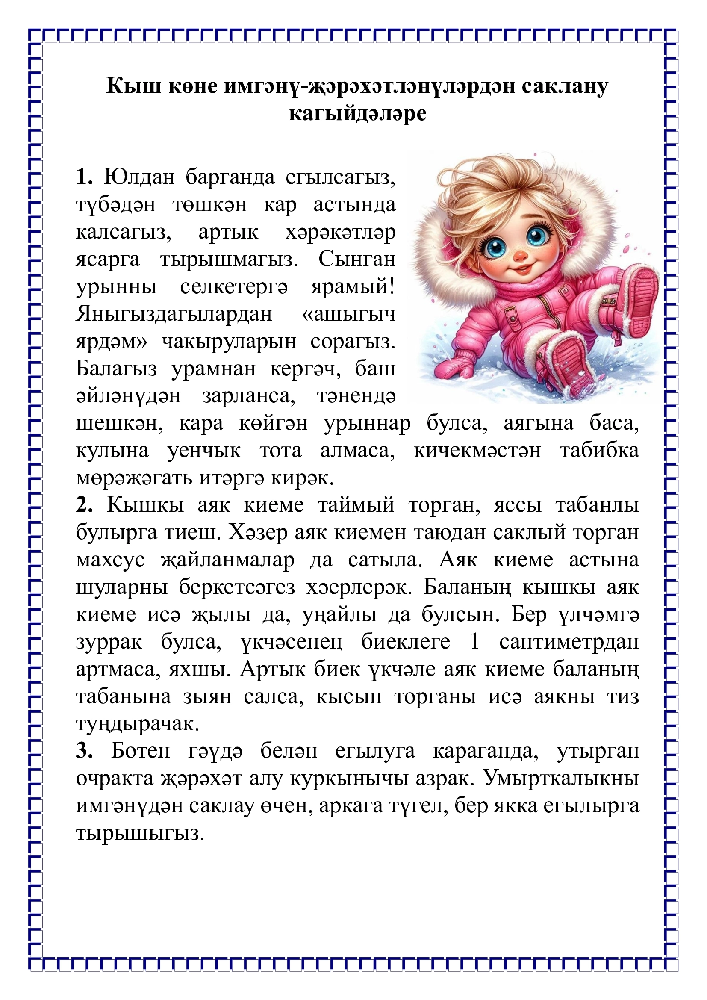 Кыш көне имгәнү-җәрәхәтләнүләрдән саклану
кагыйдәләре
1. Юлдан барганда егылсагыз,
түбәдән төшкән кар астында
калсагыз, артык хәрәкәтләр
ясарга тырышмагыз. Сынган
урынны селкетергә ярамый!
Яныгыздагылардан «ашыгыч
ярдәм» чакыруларын сорагыз.
Балагыз урамнан кергәч, баш
әйләнүдән зарланса, тәнендә
шешкән, кара көйгән урыннар булса, аягына баса,
кулына уенчык тота алмаса, кичекмәстән табибка
мөрәҗәгать итәргә кирәк.
2. Кышкы аяк киеме таймый торган, яссы табанлы
булырга тиеш. Хәзер аяк киемен таюдан саклый торган
махсус җайланмалар да сатыла. Аяк киеме астына
шуларны беркетсәгез хәерлерәк. Баланың кышкы аяк
киеме исә җылы да, уңайлы да булсын. Бер үлчәмгә
зуррак булса, үкчәсенең биеклеге 1 сантиметрдан
артмаса, яхшы. Артык биек үкчәле аяк киеме баланың
табанына зыян салса, кысып торганы исә аякны тиз
туңдырачак.
3. Бөтен гәүдә белән егылуга караганда, утырган
очракта җәрәхәт алу куркынычы азрак. Умырткалыкны
имгәнүдән саклау өчен, аркага түгел, бер якка егылырга
тырышыгыз.